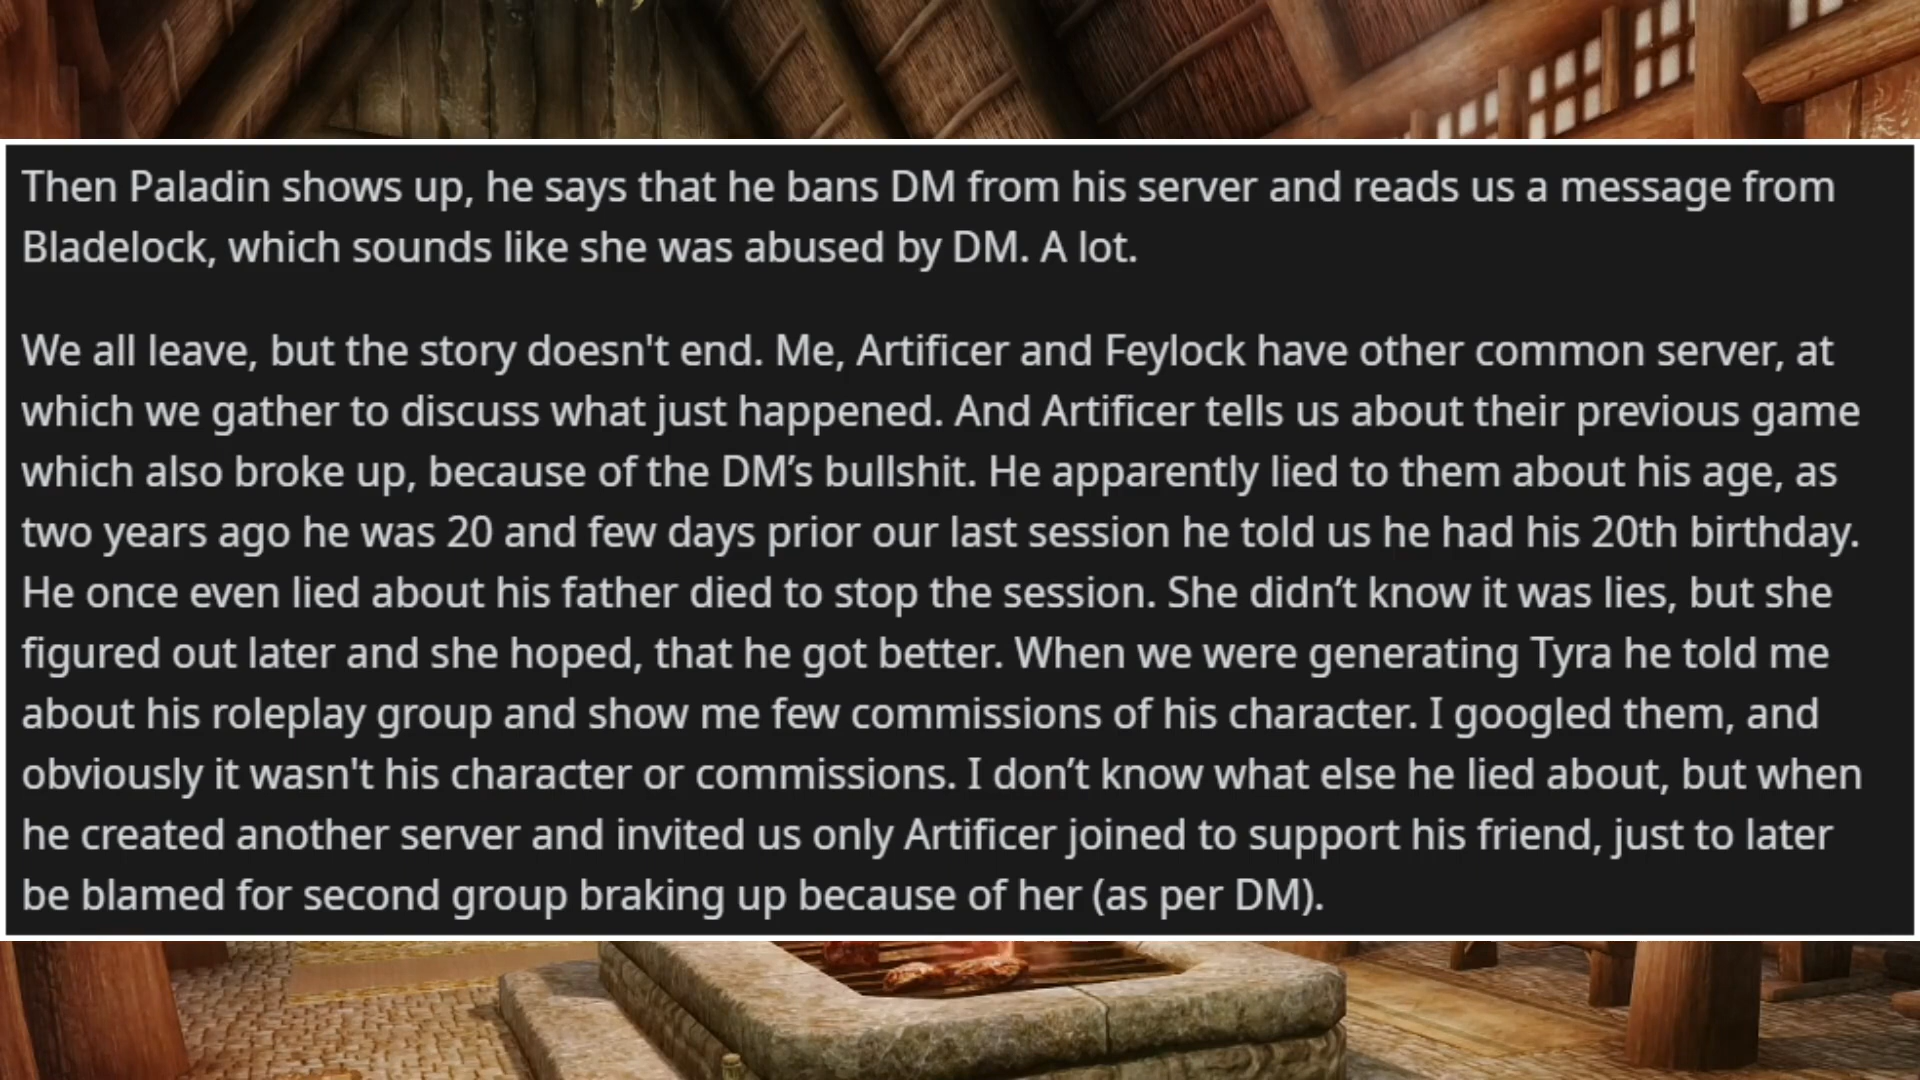 Then Paladin shows up, he says that he bans DM from his server and reads us a message from
Bladelock, which sounds like she was abused by DM. A lot.
We all leave, but the story doesn't end. Me, Artificer and Feylock have other common server, at
which we gather to discuss what just happened. And Artificer tells us about their previous game
which also broke up, because of the DM’s bullshit. He apparently lied to them about his age, as
two years ago he was 20 and few days prior our last session he told us he had his 20th birthday.
He once even lied about his father died to stop the session. She didn’t know it was lies, but she
figured out later and she hoped, that he got better. When we were generating Tyra he told me
about his roleplay group and show me few commissions of his character. I googled them, and
obviously it wasn't his character or commissions. I don’t know what else he lied about, but when
he created another server and invited us only Artificer joined to support his friend, just to later
be blamed for second group braking up because of her (as per DM).